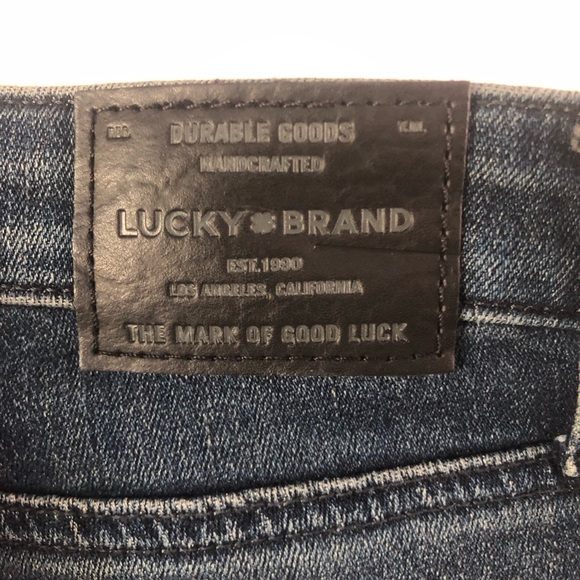 DURABLE GOODS
HANDCRAFTED
LUCKY BRAND
EST. 1990
LOS ANGELES, CALIFORNIA
THE MARK OF GOOD LUCK